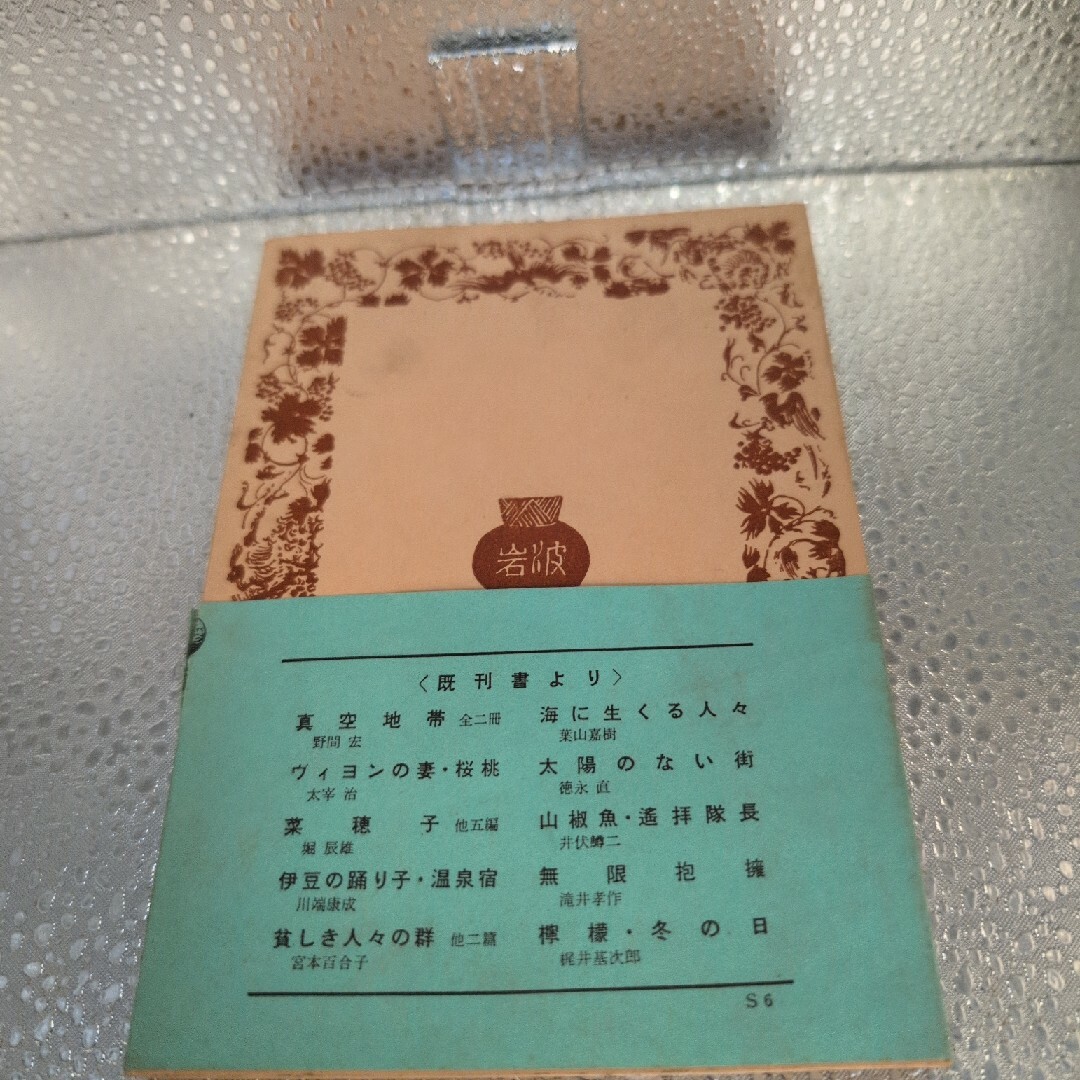 岩波
〈既刊書より〉
真空地帯 全二冊
野間 宏
ヴィヨンの妻・桜桃
太宰 治
菜穂子 他五編
堀 辰雄
伊豆の踊り子・温泉宿
川端康成
貧しき人々の群 他二篇
宮本百合子
海に生くる人々
葉山嘉樹
太陽のない街
徳永 直
山椒魚・遙拝隊長
井伏鱒二
無限抱擁
滝井孝作
檸檬・冬の日
梶井基次郎
S6